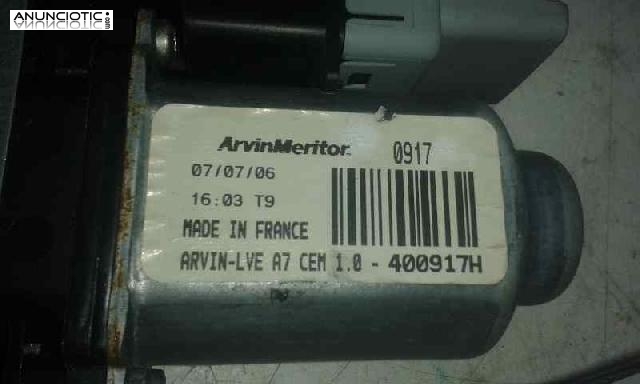 ANUNCIOTIC.com
ArvinMeritor. 0917
07/07/06
16:03 T9
MADE IN FRANCE
ARVIN-LVE A7 CEM 1.0 - 400917H